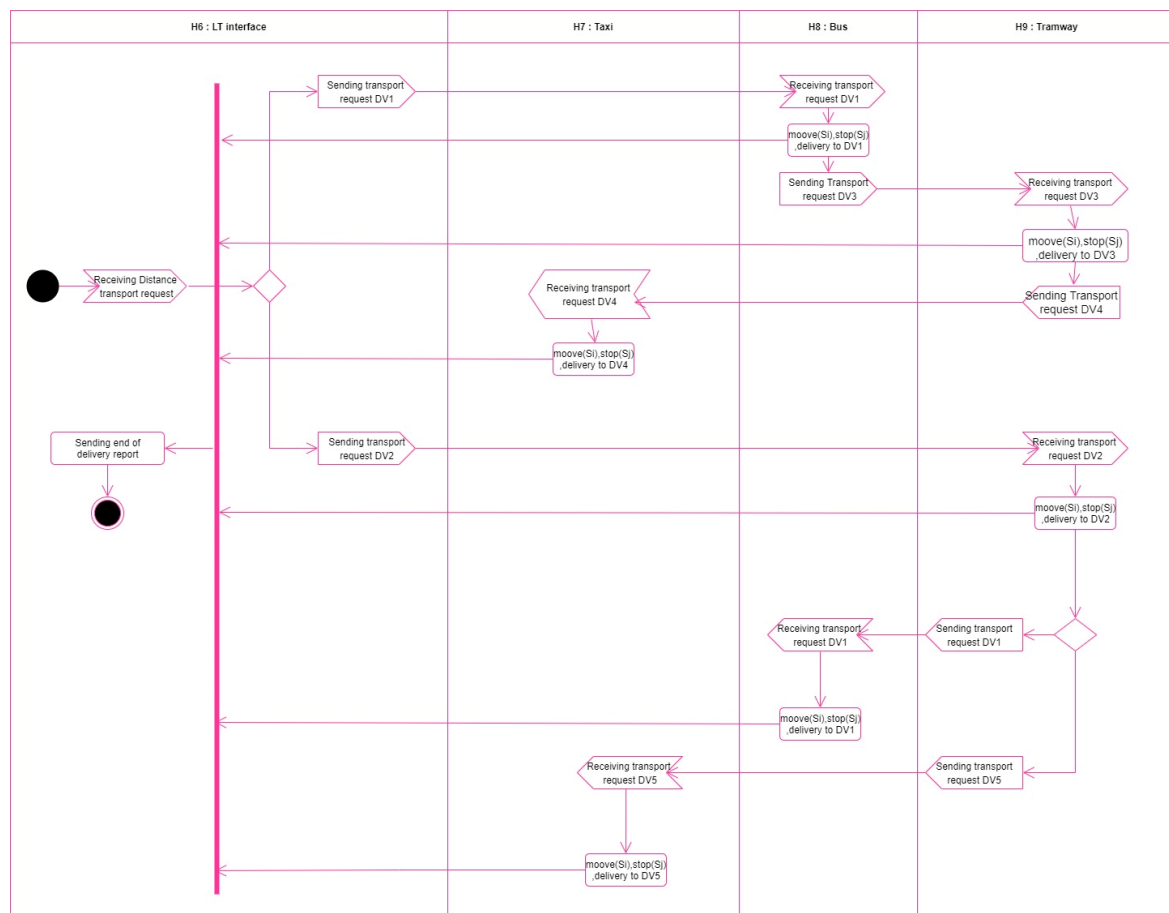 H6 : LT interface
H7 : Taxi
H8 : Bus
H9 : Tramway
Sending transport
request DV1
Receiving transport
request DV1
moove(Si),stop(Sj)
,delivery to DV1
Sending Transport
request DV3
Receiving transport
request DV3
moove(Si),stop(Sj)
,delivery to DV3
Receiving Distance
transport request
Receiving transport
request DV4
Sending Transport
request DV4
moove(Si),stop(Sj)
,delivery to DV4
Sending end of
delivery report
Sending transport
request DV2
Receiving transport
request DV2
moove(Si),stop(Sj)
,delivery to DV2
Receiving transport
request DV1
Sending transport
request DV1
moove(Si),stop(Sj)
,delivery to DV1
Receiving transport
request DV5
Sending transport
request DV5
moove(Si),stop(Sj)
,delivery to DV5